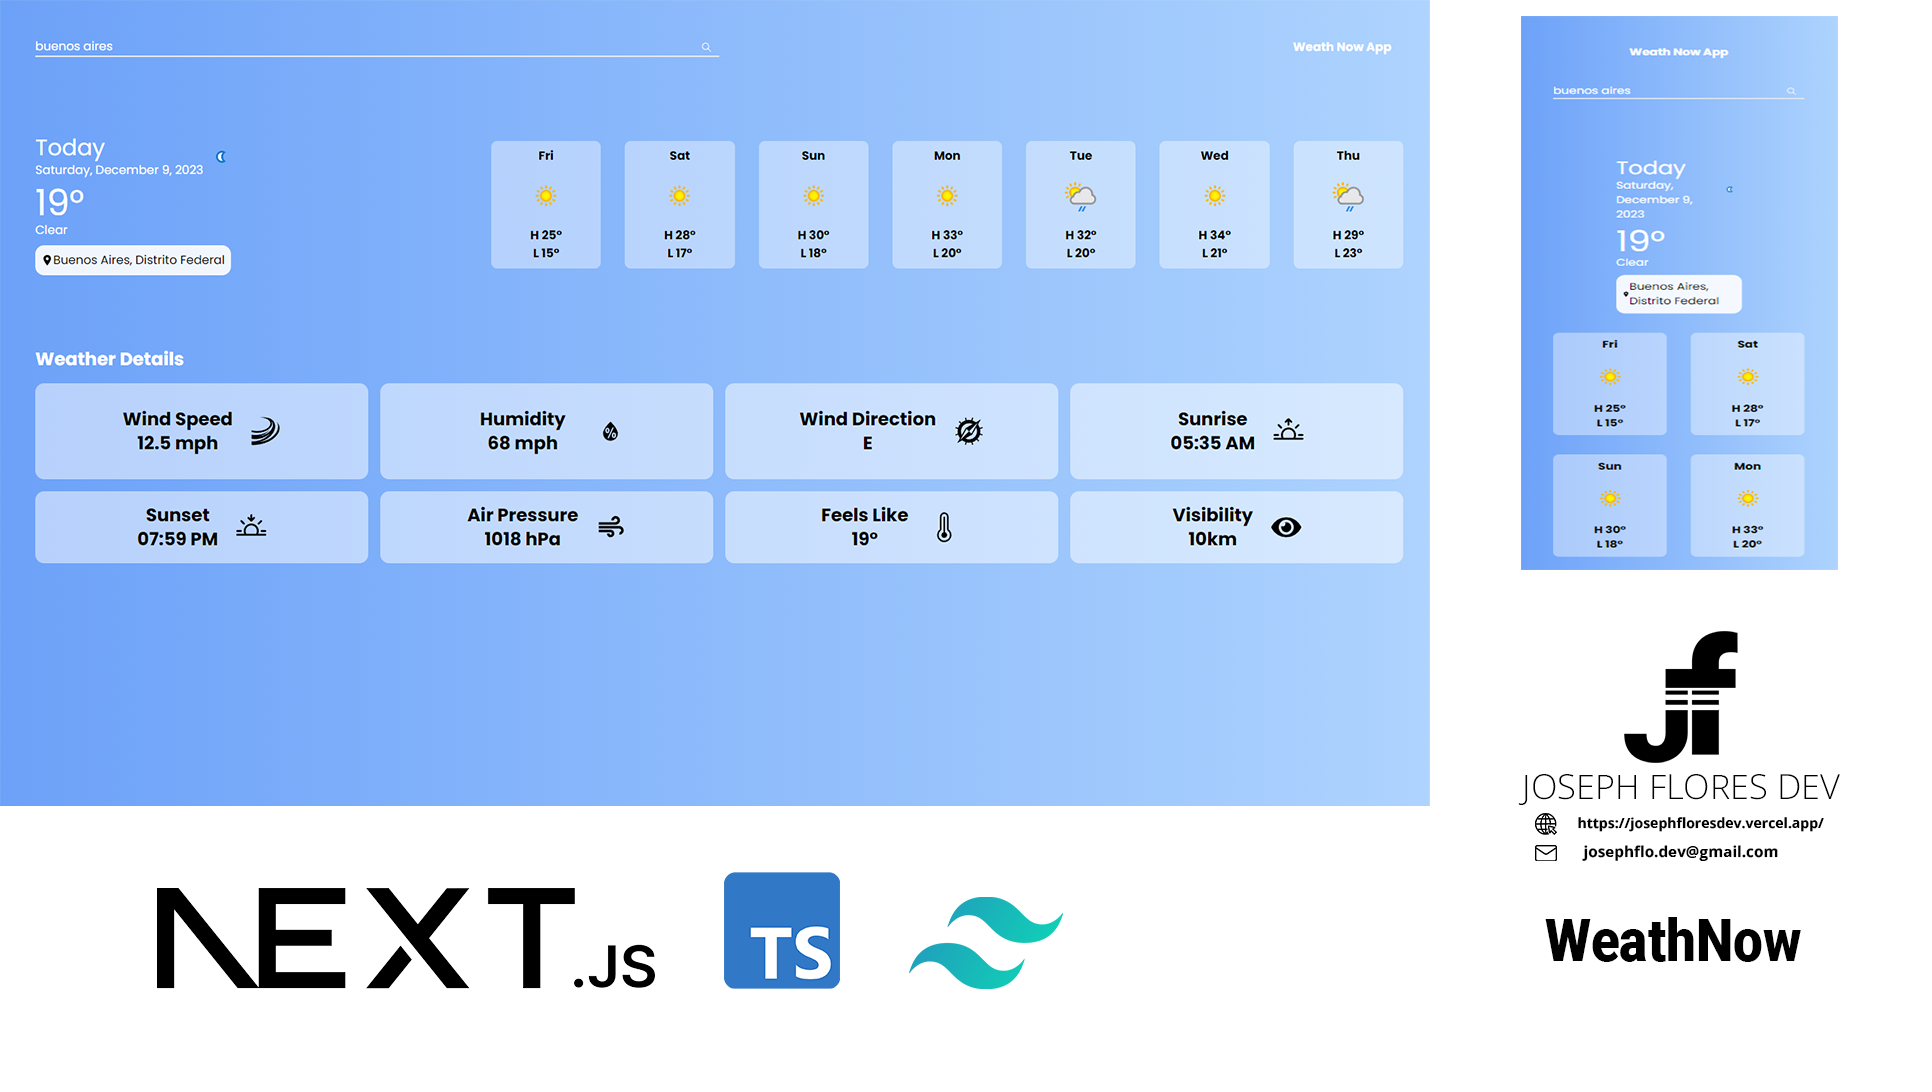 buenos aires
Weath Now App
Today
Saturday, December 9, 2023
19°
Clear
Buenos Aires, Distrito Federal
Fri
H 25°
L 15°
Sat
H 28°
L 17°
Sun
H 30°
L 18°
Mon
H 33°
L 20°
Tue
H 32°
L 20°
Wed
H 34°
L 21°
Thu
H 29°
L 23°
Weather Details
Wind Speed
12.5 mph
Humidity
68 mph
Wind Direction
E
Sunrise
05:35 AM
Sunset
07:59 PM
Air Pressure
1018 hPa
Feels Like
19°
Visibility
10km
Weath Now App
buenos aires
Today
Saturday,
December 9,
2023
19°
Clear
Buenos Aires,
Distrito Federal
Fri
H 25°
L 15°
Sat
H 28°
L 17°
Sun
H 30°
L 18°
Mon
H 33°
L 20°
jf
JOSEPH FLORES DEV
https://josephfloresdev.vercel.app/
josephflo.dev@gmail.com
WeathNow
NEXT.JS
TS